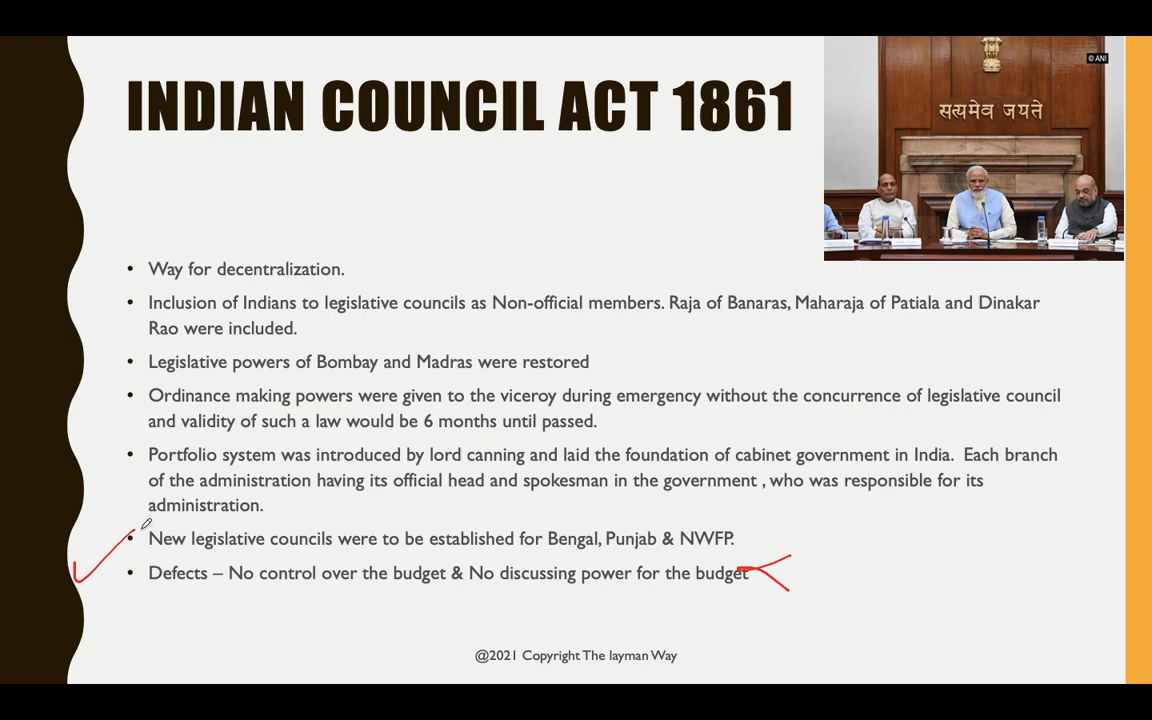 INDIAN COUNCIL ACT 1861
© ANI
सत्यमेव जयते
• Way for decentralization.
• Inclusion of Indians to legislative councils as Non-official members. Raja of Banaras, Maharaja of Patiala and Dinakar
Rao were included.
• Legislative powers of Bombay and Madras were restored
• Ordinance making powers were given to the viceroy during emergency without the concurrence of legislative council
and validity of such a law would be 6 months until passed.
• Portfolio system was introduced by lord canning and laid the foundation of cabinet government in India. Each branch
of the administration having its official head and spokesman in the government , who was responsible for its
administration.
• New legislative councils were to be established for Bengal, Punjab & NWFP.
• Defects – No control over the budget & No discussing power for the budget
@2021 Copyright The layman Way